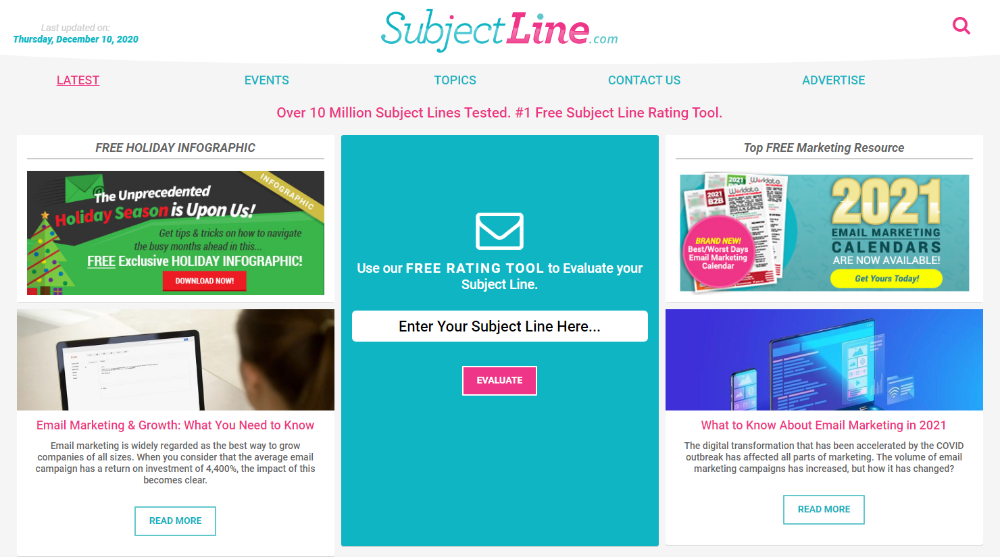 Last updated on:
Thursday, December 10, 2020
SubjectLine.com
LATEST
EVENTS
TOPICS
CONTACT US
ADVERTISE
Over 10 Million Subject Lines Tested. #1 Free Subject Line Rating Tool.
FREE HOLIDAY INFOGRAPHIC
INFOGRAPHIC
The Unprecedented
Holiday Season is Upon Us!
Get tips & tricks on how to navigate
the busy months ahead in this...
FREE Exclusive HOLIDAY INFOGRAPHIC!
DOWNLOAD NOW!
Email Marketing & Growth: What You Need to Know
Email marketing is widely regarded as the best way to grow
companies of all sizes. When you consider that the average email
campaign has a return on investment of 4,400%, the impact of this
becomes clear.
READ MORE
Use our FREE RATING TOOL to Evaluate your
Subject Line.
Enter Your Subject Line Here...
EVALUATE
Top FREE Marketing Resource
2021
Worldata
2021
B2B
Worldata
BRAND NEW!
Best/Worst Days
Email Marketing
Calendar
2021
EMAIL MARKETING
CALENDARS
ARE NOW AVAILABLE!
Get Yours Today!
What to Know About Email Marketing in 2021
The digital transformation that has been accelerated by the COVID
outbreak has affected all parts of marketing. The volume of email
marketing campaigns has increased, but how it has changed?
READ MORE